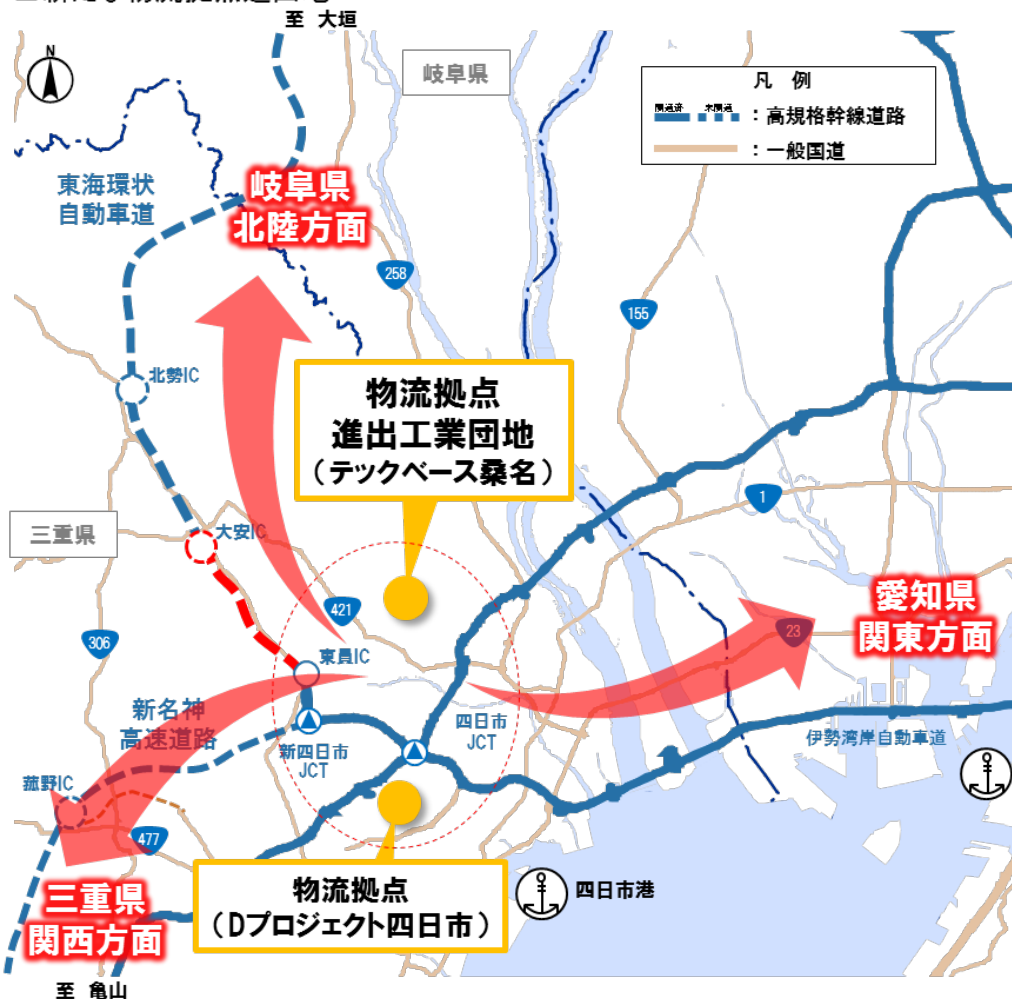 至 大垣
N
岐阜県
凡 例
開通済 未開通
：高規格幹線道路
：一般国道
東海環状
自動車道
岐阜県
北陸方面
258
155
北勢IC
物流拠点
進出工業団地
（テックベース桑名）
1
三重県
大安IC
421
愛知県
関東方面
23
306
東員IC
新名神
高速道路
新四日市
JCT
四日市
JCT
伊勢湾岸自動車道
菰野IC
477
物流拠点
（Dプロジェクト四日市）
四日市港
三重県
関西方面
至 亀山